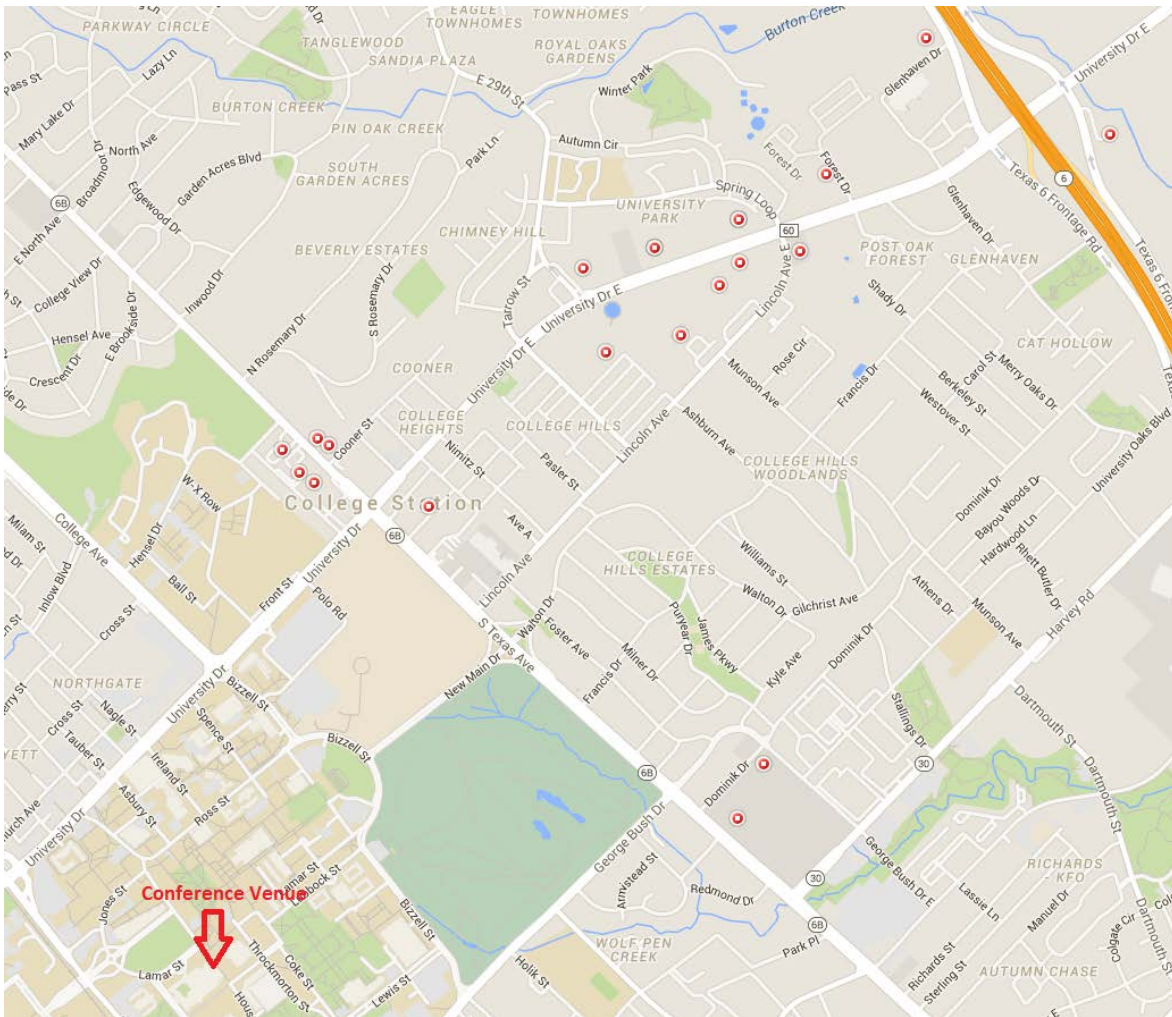 PARKWAY CIRCLE
EAGLE
TOWNHOMES
TOWNHOMES
TANGLEWOOD
SANDIA PLAZA
ROYAL OAKS
GARDENS
Burton Creek
University Dr E
Lazy Ln
Pass St
E 29th St
Winter Park
Glenhaven Dr
BURTON CREEK
Mary Lake Dr
North Ave
Broadmoor Dr
PIN OAK CREEK
Park Ln
Autumn Cir
Forest Dr
Forest Dr
Garden Acres Blvd
SOUTH
GARDEN ACRES
Edgewood Dr
Spring Loop
6
Texas 6 Frontage Rd
6B
E North Ave
UNIVERSITY
PARK
60
Glenhaven Dr
CHIMNEY HILL
BEVERLY ESTATES
POST OAK
FOREST
GLENHAVEN
College View Dr
Inwood Dr
Tarrow St
University Dr E
Lincoln Ave E
Shady Dr
Hensel Ave
E Brookside Dr
S Rosemary Dr
N Rosemary Dr
Crescent Dr
University Dr E
COONER
Munson Ave
Rose Cir
Francis Dr
CAT HOLLOW
Carol St
Berkeley St
Merry Oaks Dr
Westover St
Cooner St
COLLEGE
HEIGHTS
COLLEGE HILLS
Lincoln Ave
Ashburn Ave
University Oaks Blvd
Nimitz St
Pasler St
COLLEGE HILLS
WOODLANDS
W-X Row
College Station
Dominik Dr
Bayou Woods D
Hardwood Ln
Rhett Butler Dr
College Ave
Milam St
Hensel Dr
University Dr
6B
Ave A
COLLEGE
HILLS ESTATES
Williams St
Walton Dr
Gilchrist Ave
Athens Dr
Munson Ave
Harvey Rd
Inlow Blvd
Ball St
Front St
Polo Rd
Lincoln Ave
Cross St
S Texas Ave
Walton Dr
Foster Ave
Puryear Dr
James Pkwy
Dominik Dr
Milner Dr
Kyle Ave
NORTHGATE
University Dr
Bizzell St
New Main Dr
Francis Dr
Stallings Dr
Dartmouth St
Cross St
Nagle St
Tauber St
Spence St
Bizzell St
Ireland St
Asbury St
Ross St
6B
Dominik Dr
30
Dartmouth St
University Dr
George Bush Dr
Armistead St
Redmond Dr
30
George Bush Dr E
RICHARDS
- KFO
Lassie Ln
Manuel Dr
Lamar St
Lubbock St
Conference Venue
Jones St
Bizzell St
6B
Park Pl
Dartmouth St
Colgate Cir
Lamar St
Throckmorton St
Coke St
Lewis St
WOLF PEN
CREEK
Holik St
Richards St
Sterling St
AUTUMN CHASE